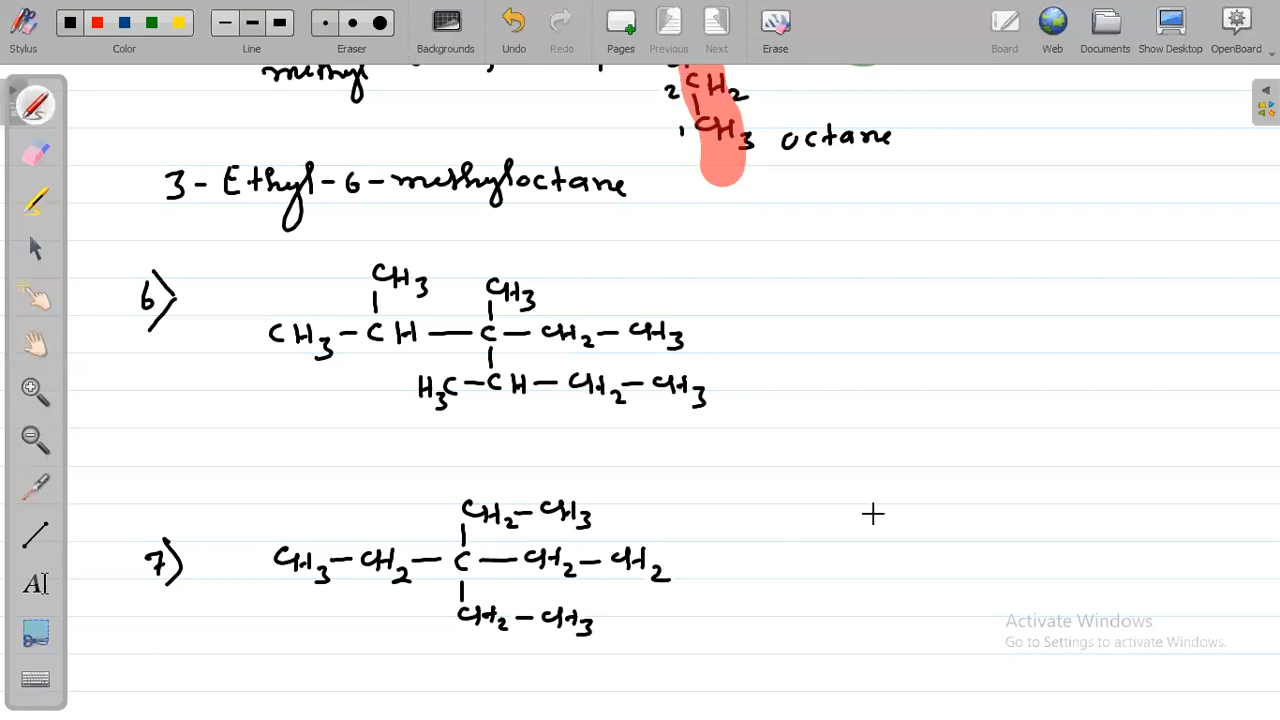 Stylus Color Line Eraser Backgrounds Undo Redo Pages Previous Next Erase Board Web Documents Show Desktop OpenBoard
methyl
2 CH2
1 CH3 octane
3-Ethyl-6-methyloctane
6)
CH3 CH3
CH3-CH-C-CH2-CH3
H3C-CH-CH2-CH3
CH2-CH3
7) CH3-CH2-C-CH2-CH2
CH2-CH3
Activate Windows
Go to Settings to activate Windows.
AI